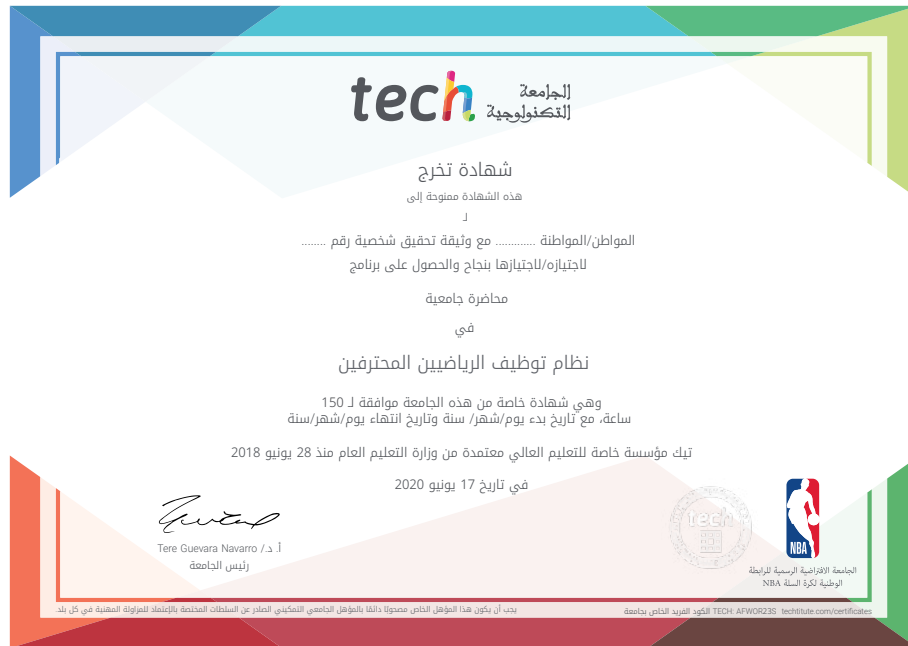 tech الجامعة
التكنولوجية
شهادة تخرج
هذه الشهادة ممنوحة إلى
لـ
المواطن/المواطنة ............ مع وثيقة تحقيق شخصية رقم ........
لاجتيازه/لاجتيازها بنجاح والحصول على برنامج
محاضرة جامعية
في
نظام توظيف الرياضيين المحترفين
وهي شهادة خاصة من هذه الجامعة موافقة لـ 150
ساعة، مع تاريخ بدء يوم/شهر/ سنة وتاريخ انتهاء يوم/شهر/سنة
تيك مؤسسة خاصة للتعليم العالي معتمدة من وزارة التعليم العام منذ 28 يونيو 2018
في تاريخ 17 يونيو 2020
أ. د./ Tere Guevara Navarro
رئيس الجامعة
tech
NBA
الجامعة الافتراضية الرسمية للرابطة
الوطنية لكرة السلة NBA
يجب أن يكون هذا المؤهل الخاص مصحوبًا دائمًا بالمؤهل الجامعي التمكيني الصادر عن السلطات المختصة بالإعتماد للمزاولة المهنية في كل بلد.
الكود الفريد الخاص بجامعة TECH: AFWOR23S techtitute.com/certificates